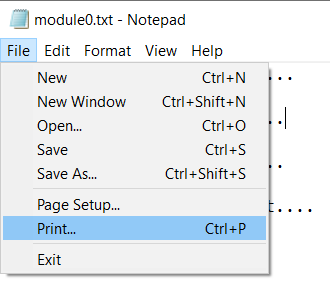 module0.txt - Notepad
File Edit Format View Help
New Ctrl+N
New Window Ctrl+Shift+N
Open... Ctrl+O
Save Ctrl+S
Save As... Ctrl+Shift+S
Page Setup...
Print... Ctrl+P
Exit